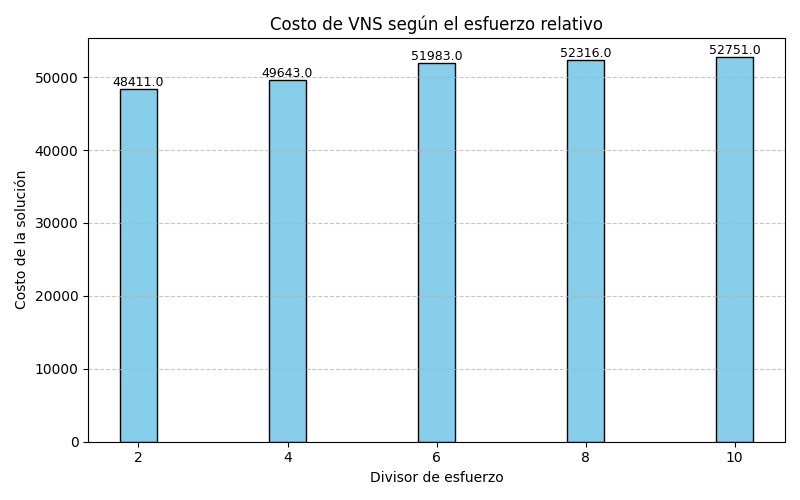 Costo de VNS según el esfuerzo relativo
Costo de la solución
50000
40000
30000
20000
10000
0
48411.0
49643.0
51983.0
52316.0
52751.0
2 4 6 8 10
Divisor de esfuerzo